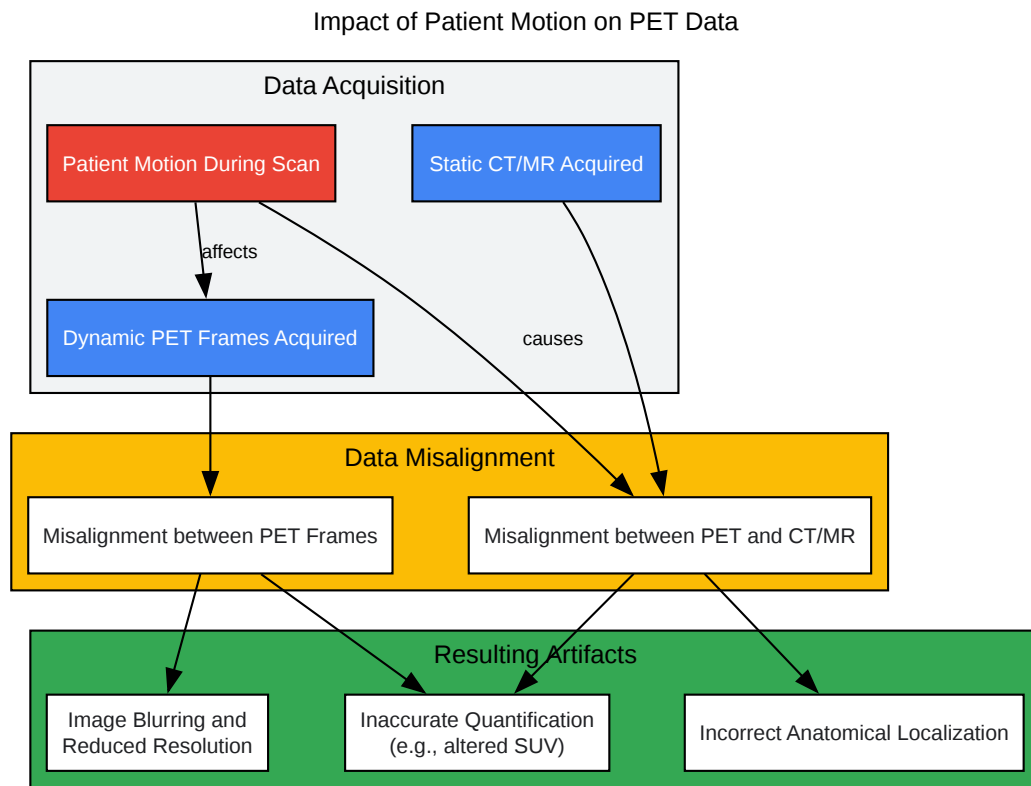 Impact of Patient Motion on PET Data
Data Acquisition
Patient Motion During Scan
Static CT/MR Acquired
affects
Dynamic PET Frames Acquired
causes
Data Misalignment
Misalignment between PET Frames
Misalignment between PET and CT/MR
Resulting Artifacts
Image Blurring and
Reduced Resolution
Inaccurate Quantification
(e.g., altered SUV)
Incorrect Anatomical Localization